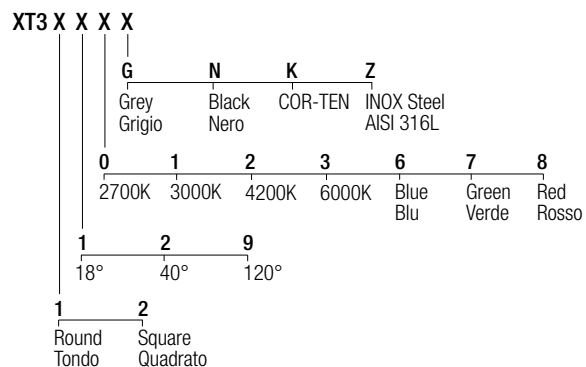 XT3 X X X X
G N K Z
Grey Black COR-TEN INOX Steel
Grigio Nero AISI 316L
0 1 2 3 6 7 8
2700K 3000K 4200K 6000K Blue Green Red
Blu Verde Rosso
1 2 9
18° 40° 120°
1 2
Round Square
Tondo Quadrato